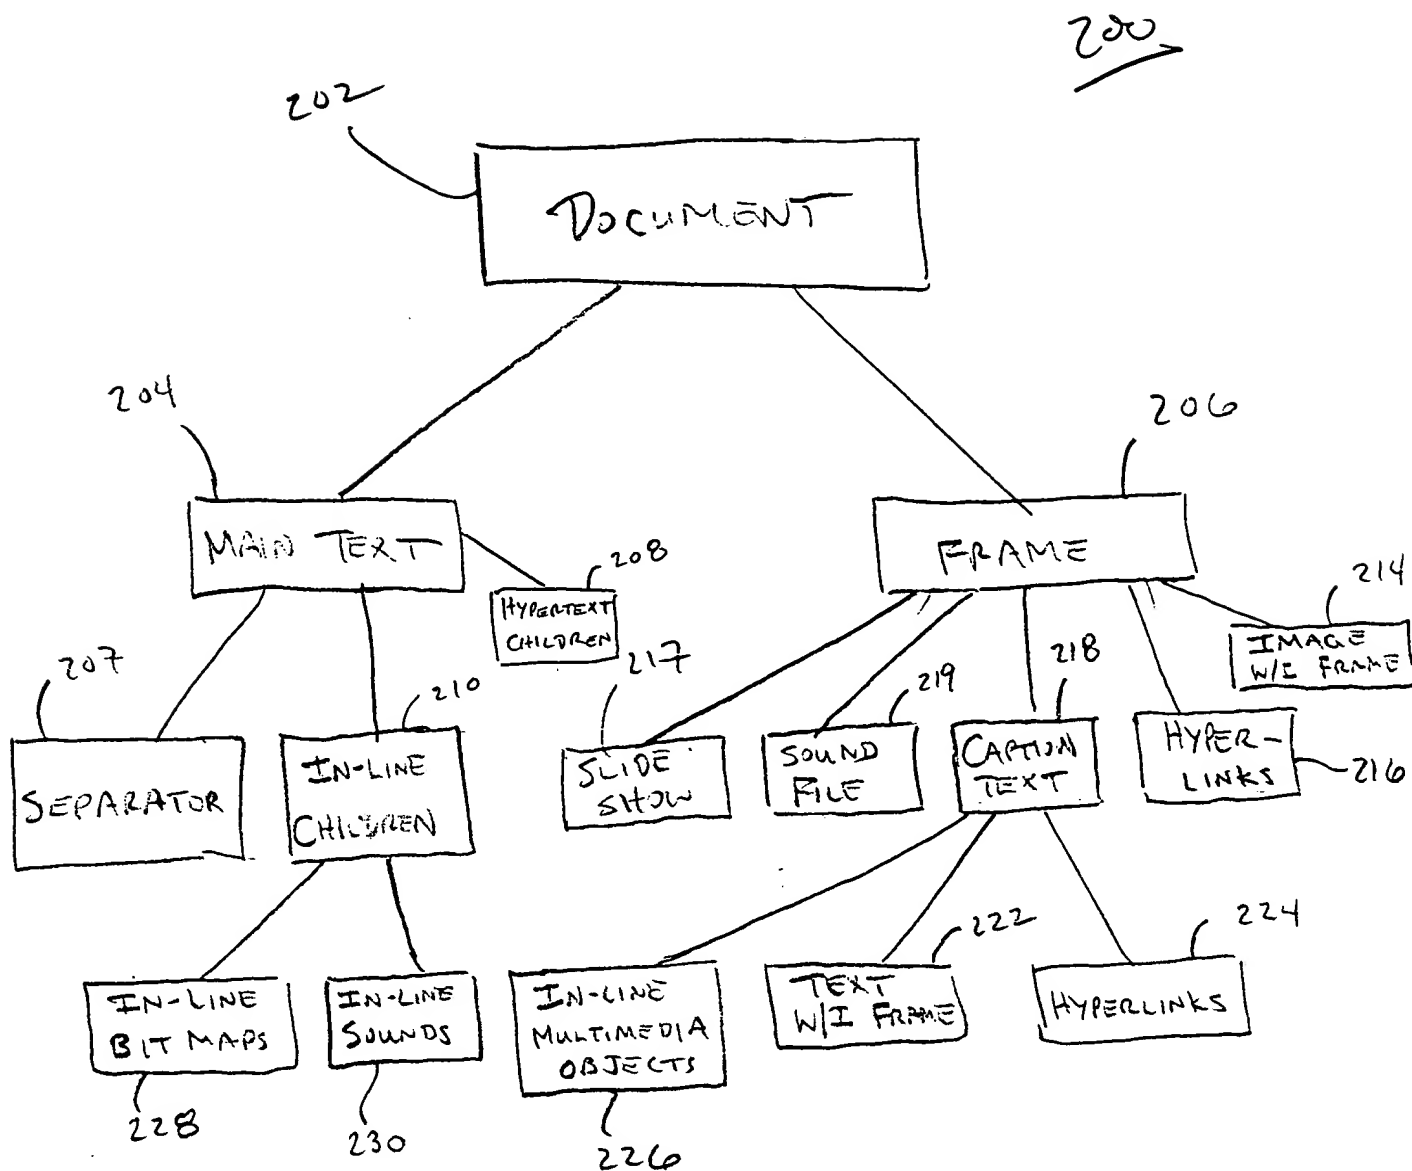 200
202
DOCUMENT
204
206
MAIN TEXT
FRAME
208
HYPERTEXT
CHILDREN
214
IMAGE
W/I FRAME
207
SEPARATOR
210
IN-LINE
CHILDREN
217
SLIDE
SHOW
219
SOUND
FILE
218
CAPTION
TEXT
HYPER-
LINKS
216
IN-LINE
BIT MAPS
228
IN-LINE
SOUNDS
230
IN-LINE
MULTIMEDIA
OBJECTS
226
222
TEXT
W/I FRAME
224
HYPERLINKS